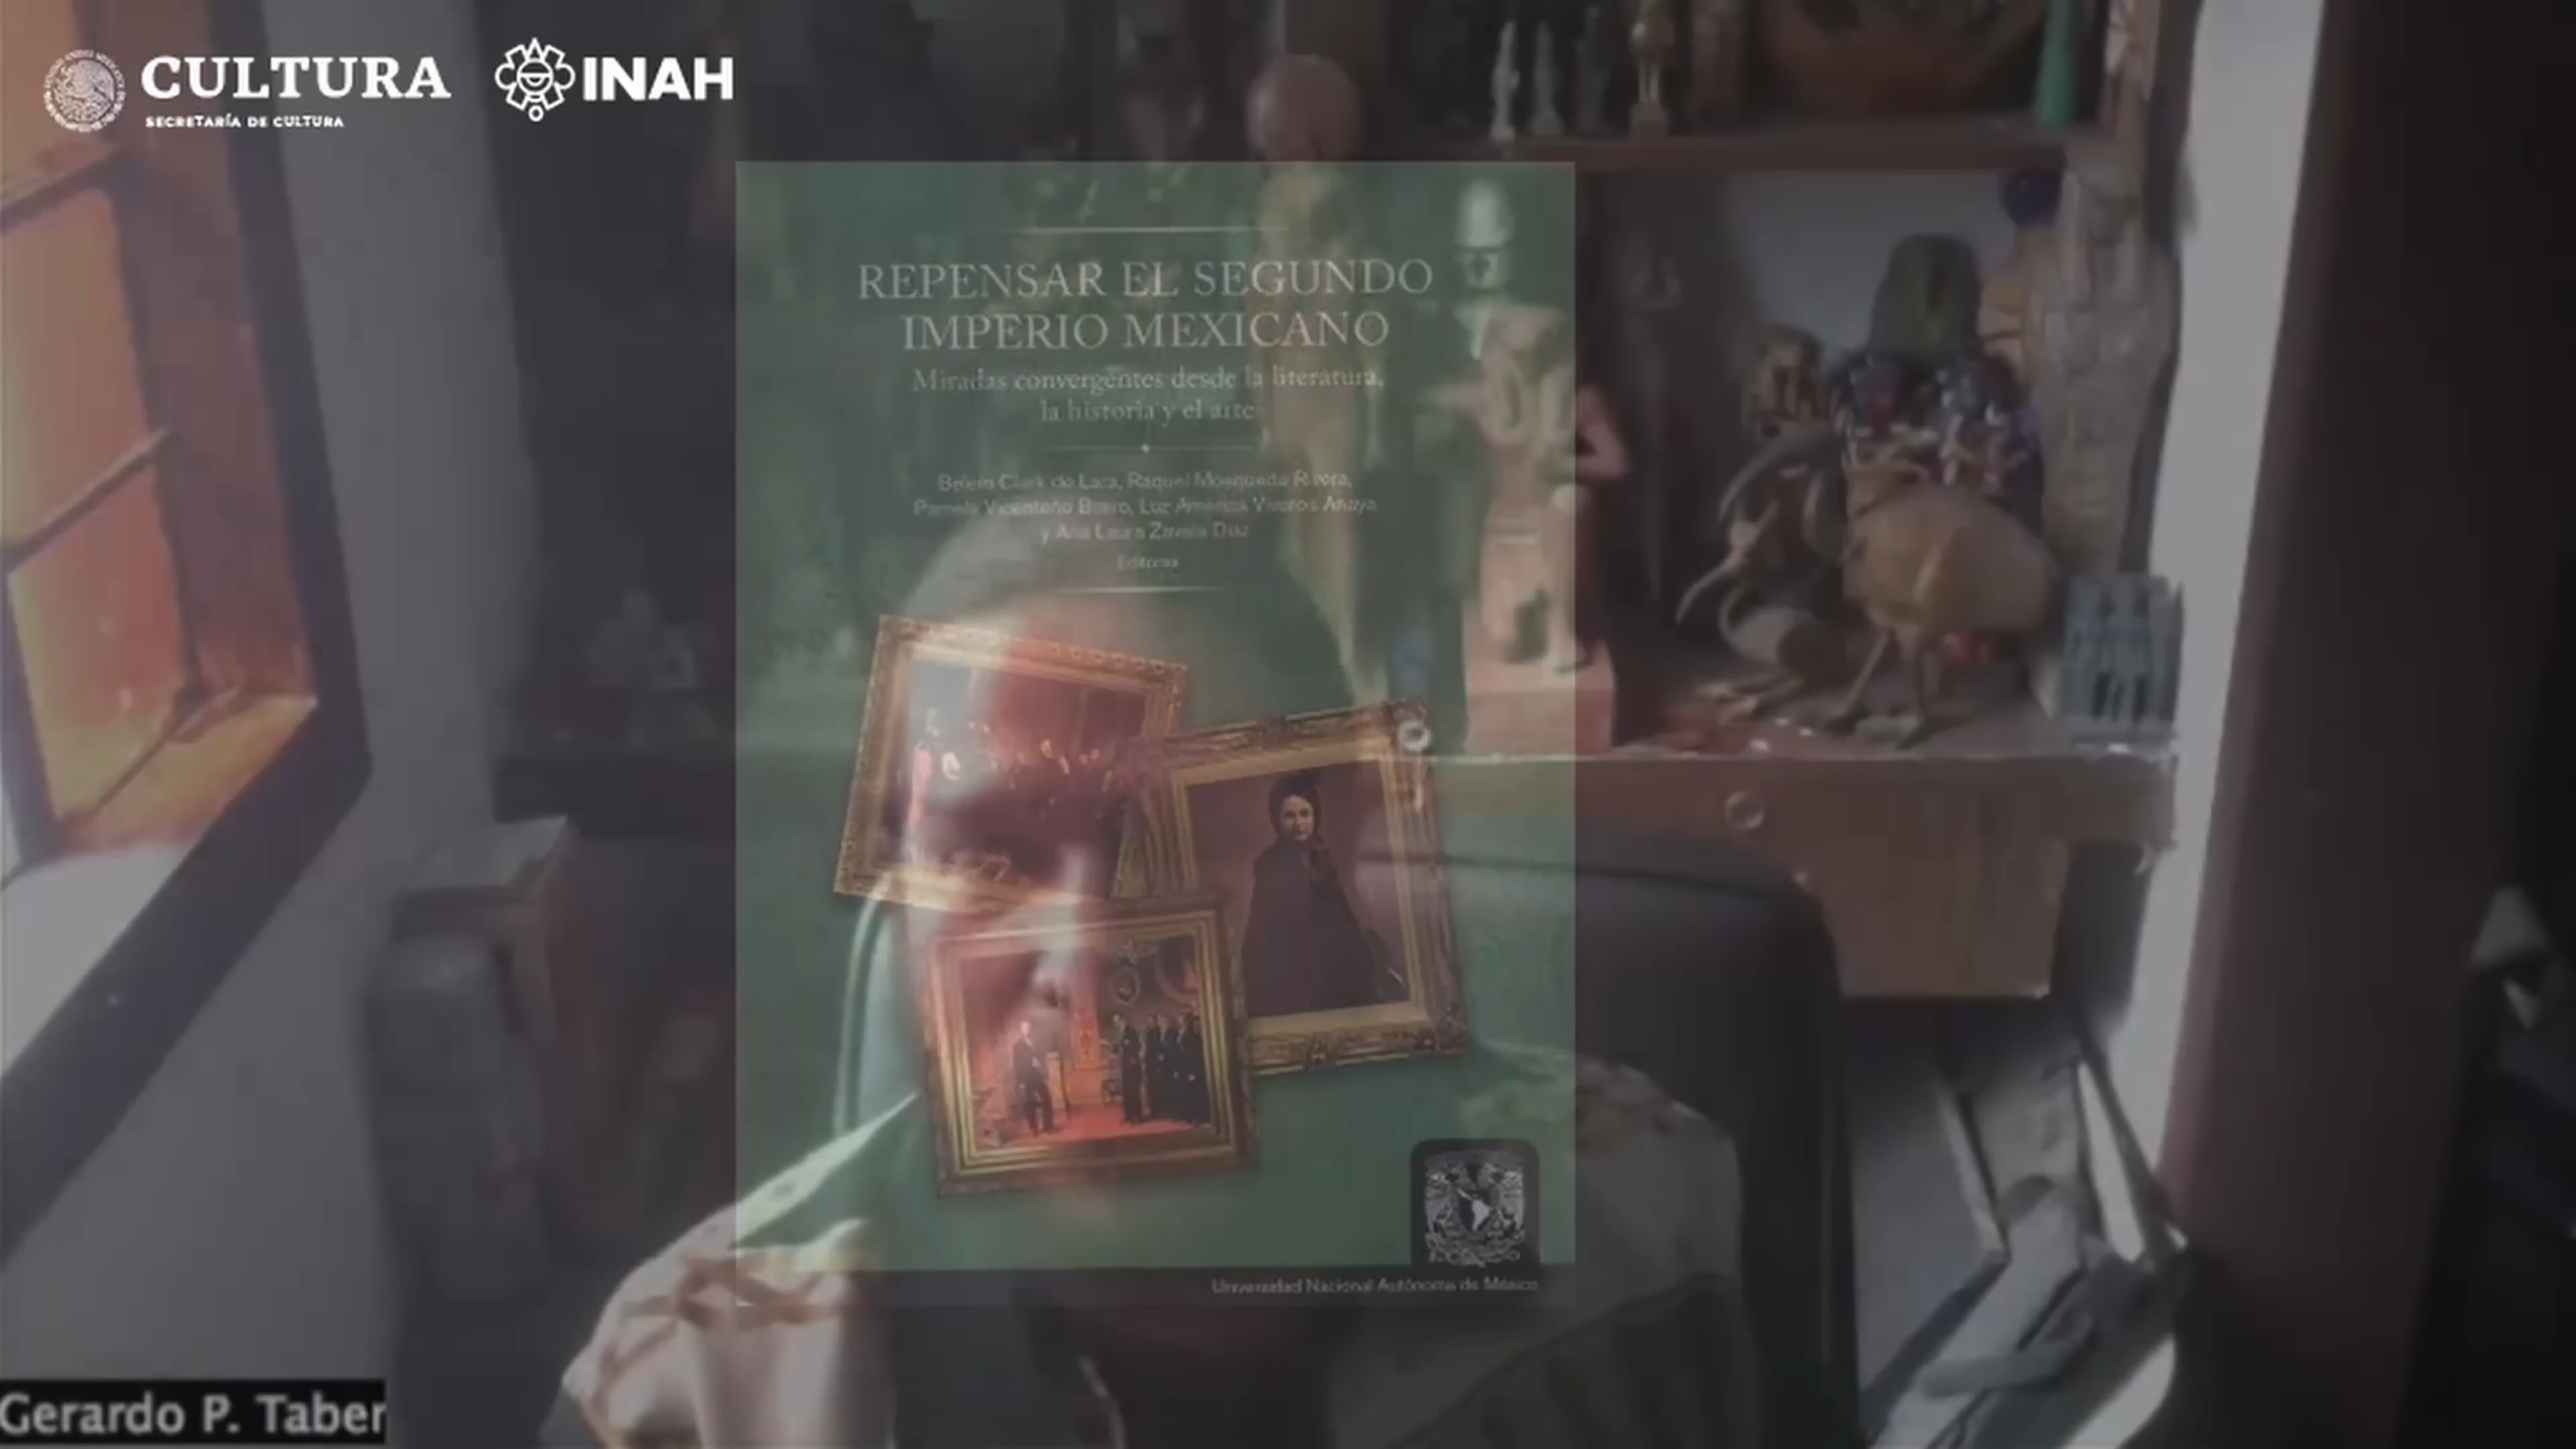 CULTURA
SECRETARÍA DE CULTURA
INAH
REPENSAR EL SEGUNDO
IMPERIO MEXICANO
Miradas convergentes desde la literatura,
la historia y el arte
Belem Clark de Lara, Raquel Mosqueda Rivera,
Pamela Vicenteño Bravo, Luz América Viveros Anaya
y Ana Laura Zavala Díaz
Editoras
Universidad Nacional Autónoma de México
Gerardo P. Taber